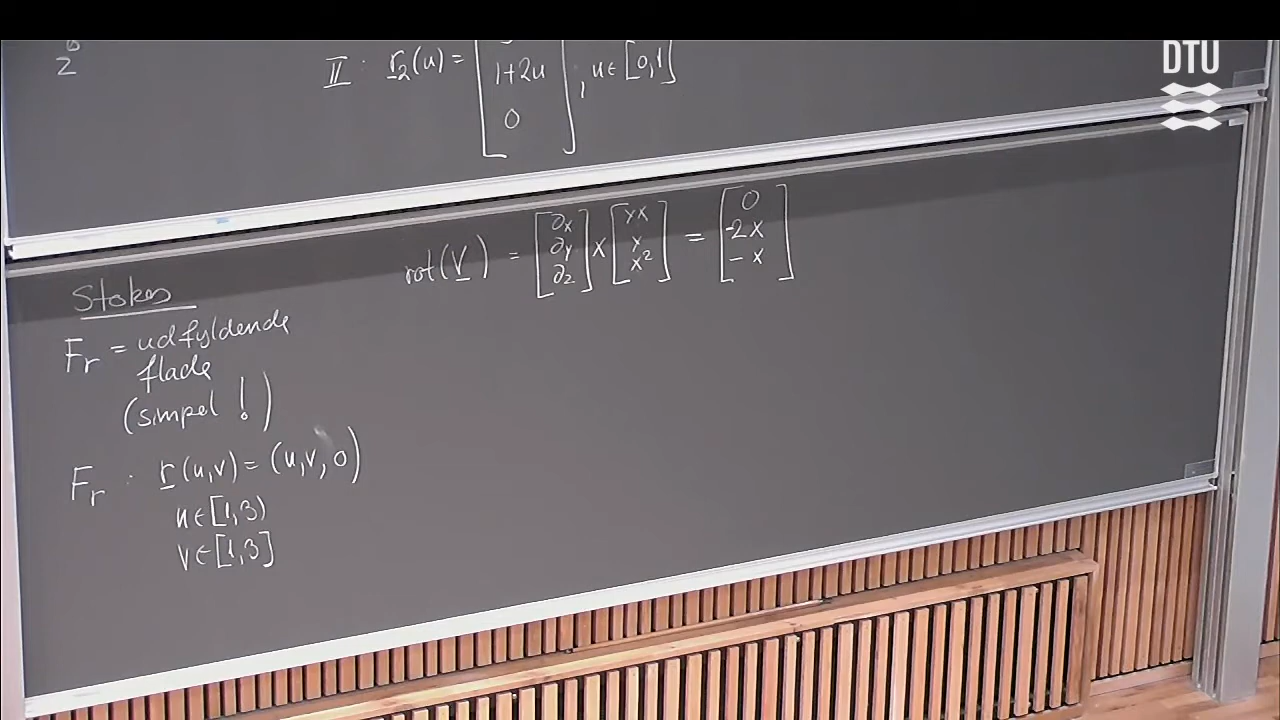 2
II : r₂(u) = [1+2u, 0], u ∈ [0,1]
DTU
rot(V) = [∂x, ∂y, ∂z] × [yx, x, x²] = [0, -2x, -x]
Stokes
Fr = udfyldende
flade
(simpel !)
Fr : r(u,v) = (u,v,0)
u ∈ [1,3)
v ∈ [1,3]